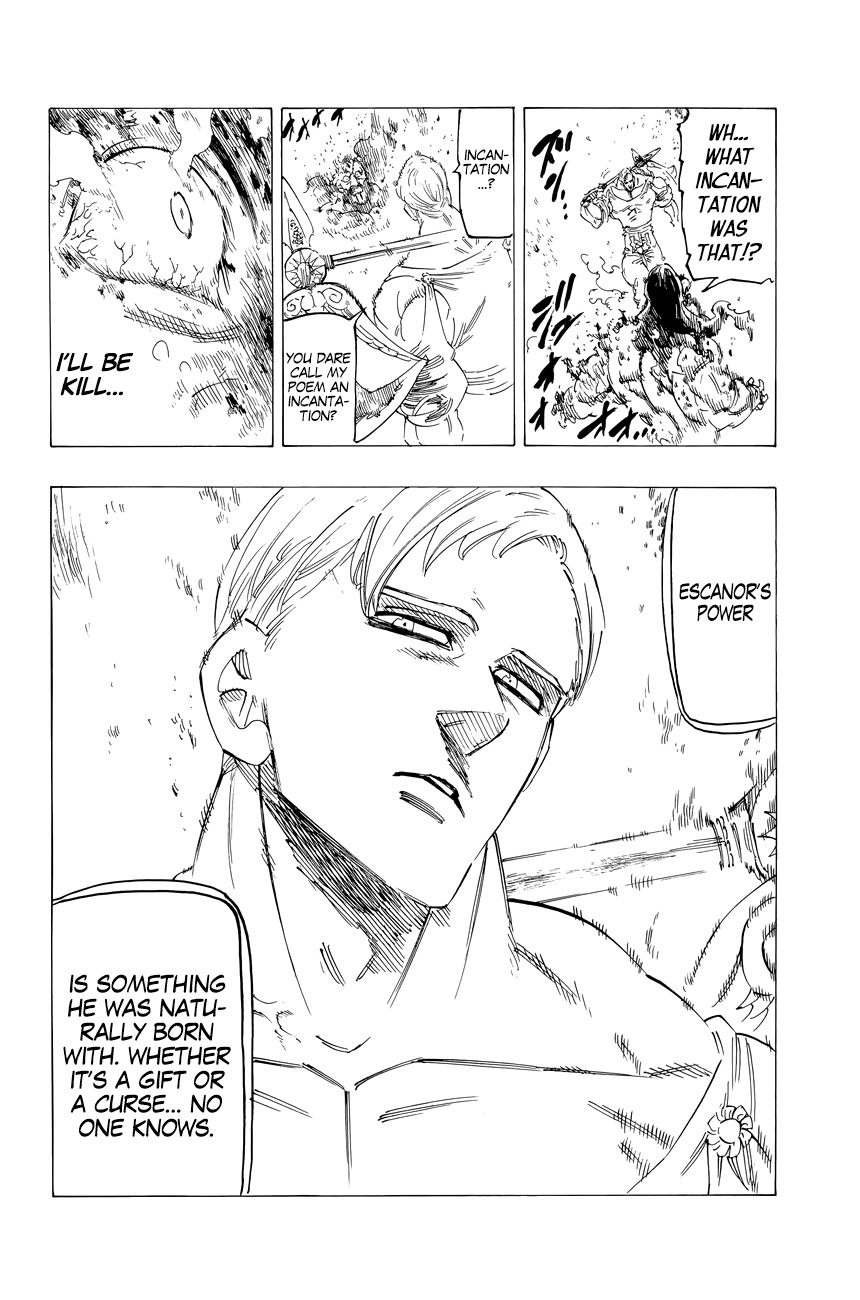 WH...
WHAT
INCAN-
TATION
WAS
THAT!?
INCAN-
TATION
...?
YOU DARE
CALL MY
POEM AN
INCANTA-
TION?
I'LL BE
KILL...
ESCANOR'S
POWER
IS SOMETHING
HE WAS NATU-
RALLY BORN
WITH. WHETHER
IT'S A GIFT OR
A CURSE... NO
ONE KNOWS.